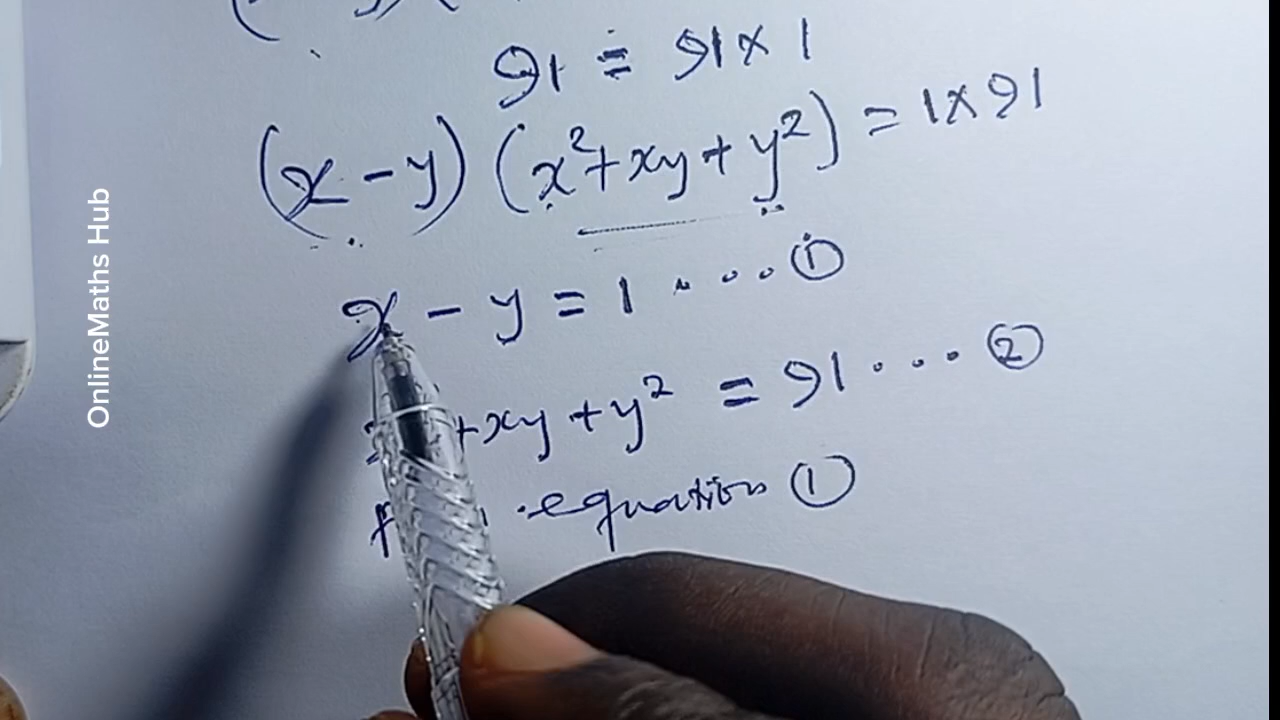 91 = 91 × 1
(x - y) (x² + xy + y²) = 1 × 91
x - y = 1 ... ①
+ xy + y² = 91 ... ②
equation ①
OnlineMaths Hub